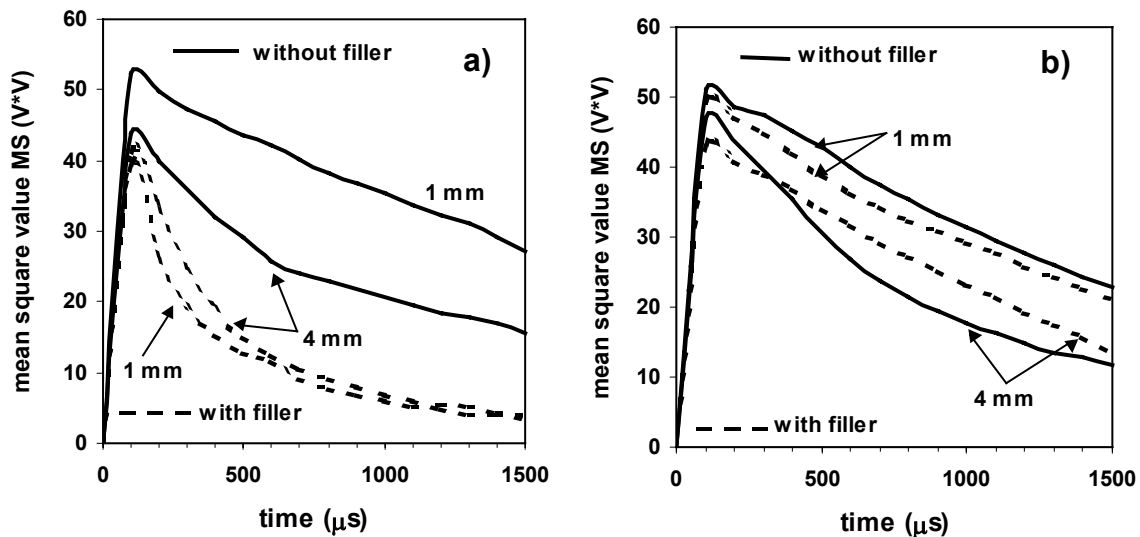 60
50
40
30
20
10
0
mean square value MS (V*V)
without filler
a)
1 mm
4 mm
1 mm
with filler
0 500 1000 1500
time (μs)
60
50
40
30
20
10
0
mean square value MS (V*V)
without filler
b)
1 mm
4 mm
with filler
0 500 1000 1500
time (μs)